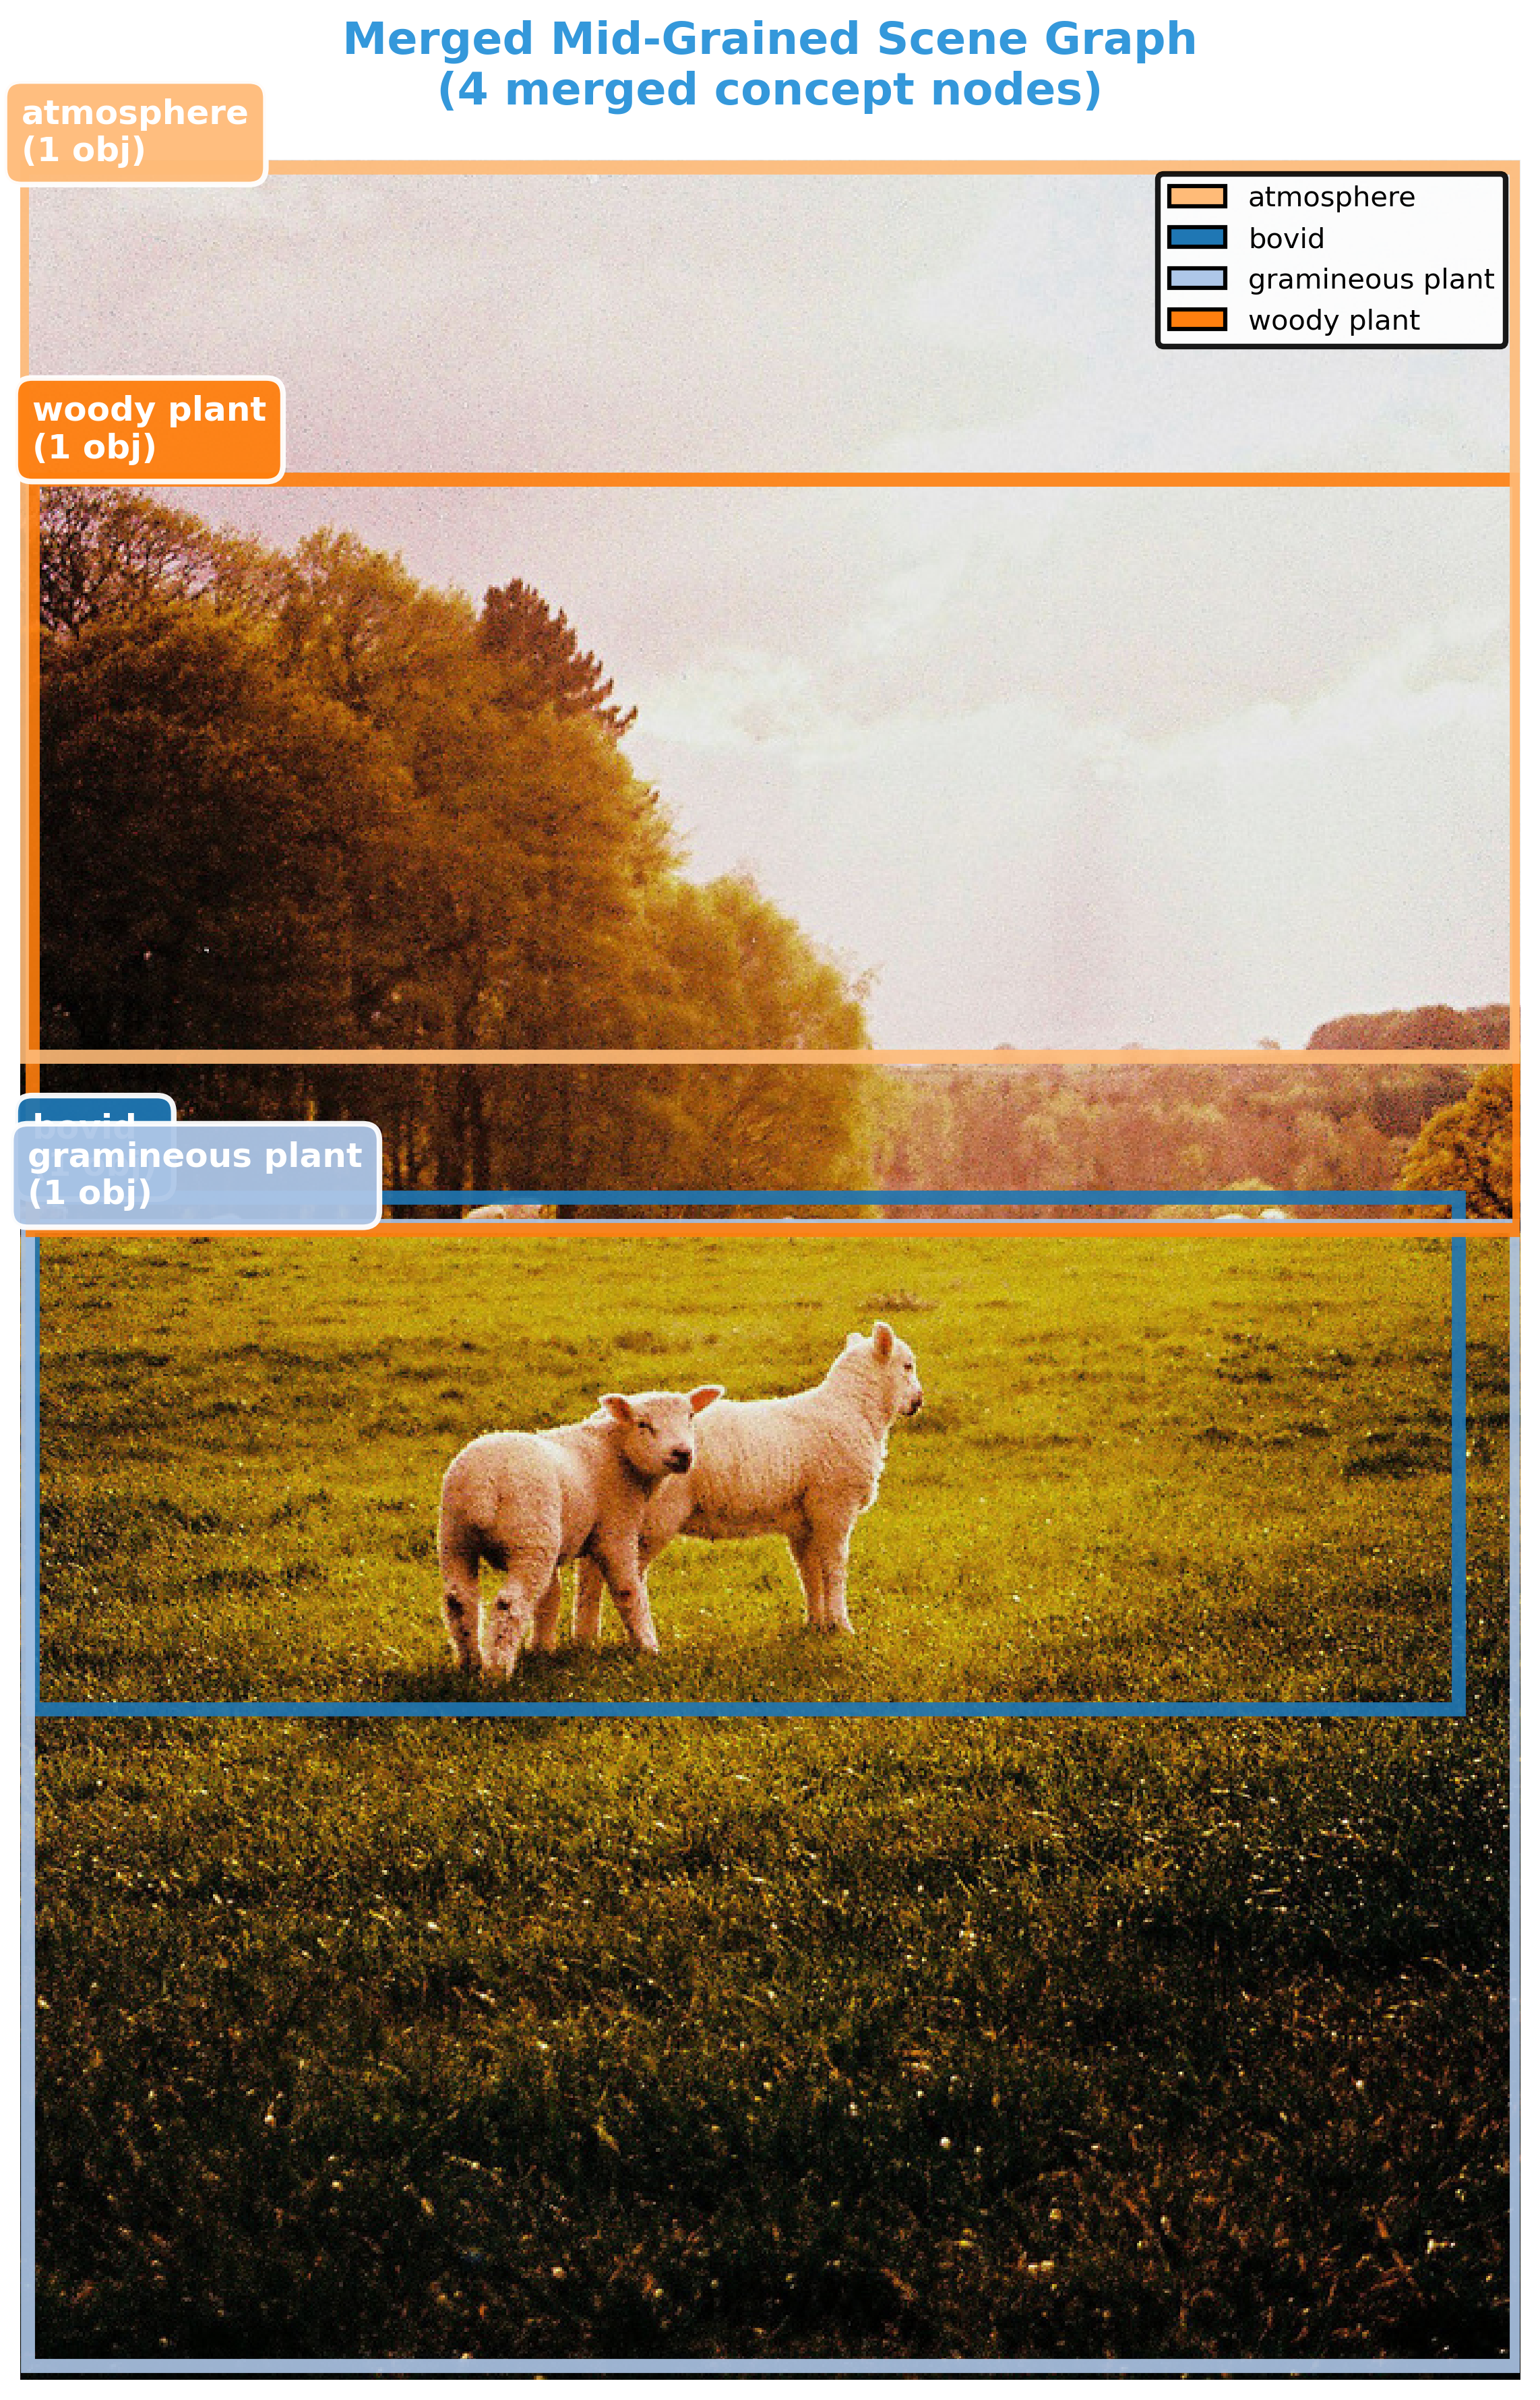 Merged Mid-Grained Scene Graph
(4 merged concept nodes)
atmosphere
(1 obj)
atmosphere
bovid
gramineous plant
woody plant
woody plant
(1 obj)
bovid
gramineous plant
(1 obj)